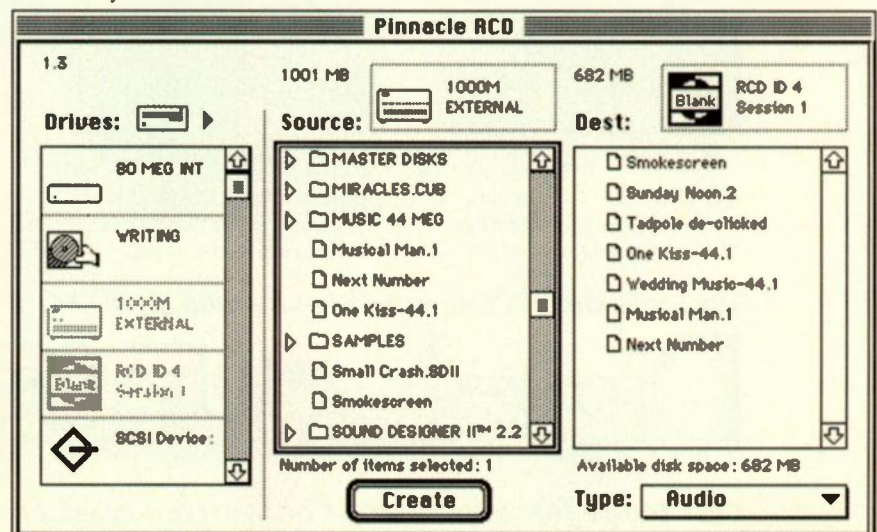 Pinnacle RCD
1.3
Drives:
80 MEG INT
WRITING
1000M
EXTERNAL
Blank
RCD ID 4
Session 1
SCSI Device:
1001 MB
1000M
EXTERNAL
Source:
MASTER DISKS
MIRACLES.CUB
MUSIC 44 MEG
Musical Man.1
Next Number
One Kiss-44.1
SAMPLES
Small Crash.SDII
Smokescreen
SOUND DESIGNER II™ 2.2
Number of items selected: 1
Create
682 MB
Blank
RCD ID 4
Session 1
Dest:
Smokescreen
Sunday Noon.2
Tadpole de-clicked
One Kiss-44.1
Wedding Music-44.1
Musical Man.1
Next Number
Available disk space: 682 MB
Type: Audio